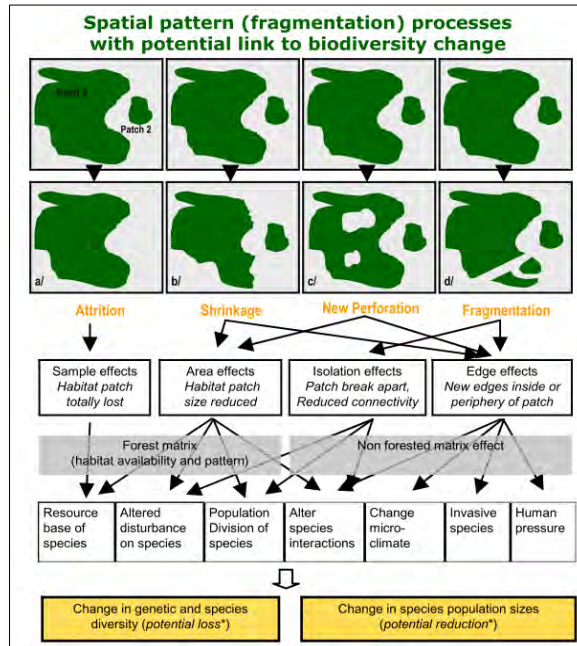 Spatial pattern (fragmentation) processes
with potential link to biodiversity change
Patch 2
a/
b/
c/
d/
Attrition
Shrinkage
New Perforation
Fragmentation
Sample effects
Habitat patch
totally lost
Area effects
Habitat patch
size reduced
Isolation effects
Patch break apart,
Reduced connectivity
Edge effects
New edges inside or
periphery of patch
Forest matrix
(habitat availability and pattern)
Non forested matrix effect
Resource
base of
species
Altered
disturbance
on species
Population
Division of
species
Alter
species
interactions
Change
micro-
climate
Invasive
species
Human
pressure
Change in genetic and species
diversity (potential loss*)
Change in species population sizes
(potential reduction*)